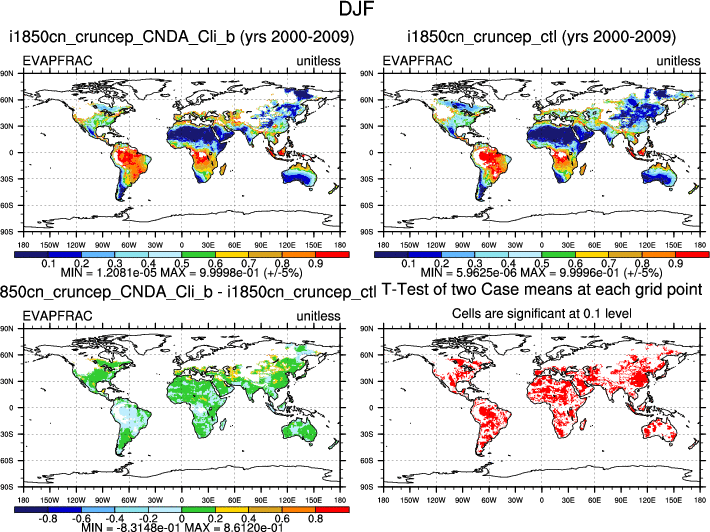 DJF
i1850cn_cruncep_CNDA_Cli_b (yrs 2000-2009)
EVAPFRAC unitless
90N
60N
30N
0
30S
60S
90S
180 150W 120W 90W 60W 30W 0 30E 60E 90E 120E 150E 180
0.1 0.2 0.3 0.4 0.5 0.6 0.7 0.8 0.9
MIN = 1.2081e-05 MAX = 9.9998e-01 (+/-5%)
i1850cn_cruncep_ctl (yrs 2000-2009)
EVAPFRAC unitless
90N
60N
30N
0
30S
60S
90S
180 150W 120W 90W 60W 30W 0 30E 60E 90E 120E 150E 180
0.1 0.2 0.3 0.4 0.5 0.6 0.7 0.8 0.9
MIN = 5.9625e-06 MAX = 9.9996e-01 (+/-5%)
850cn_cruncep_CNDA_Cli_b - i1850cn_cruncep_ctl
EVAPFRAC unitless
90N
60N
30N
0
30S
60S
90S
180 150W 120W 90W 60W 30W 0 30E 60E 90E 120E 150E 180
-0.8 -0.6 -0.4 -0.2 0 0.2 0.4 0.6 0.8
MIN = -8.3148e-01 MAX = 8.6120e-01
T-Test of two Case means at each grid point
Cells are significant at 0.1 level
90N
60N
30N
0
30S
60S
90S
180 150W 120W 90W 60W 30W 0 30E 60E 90E 120E 150E 180